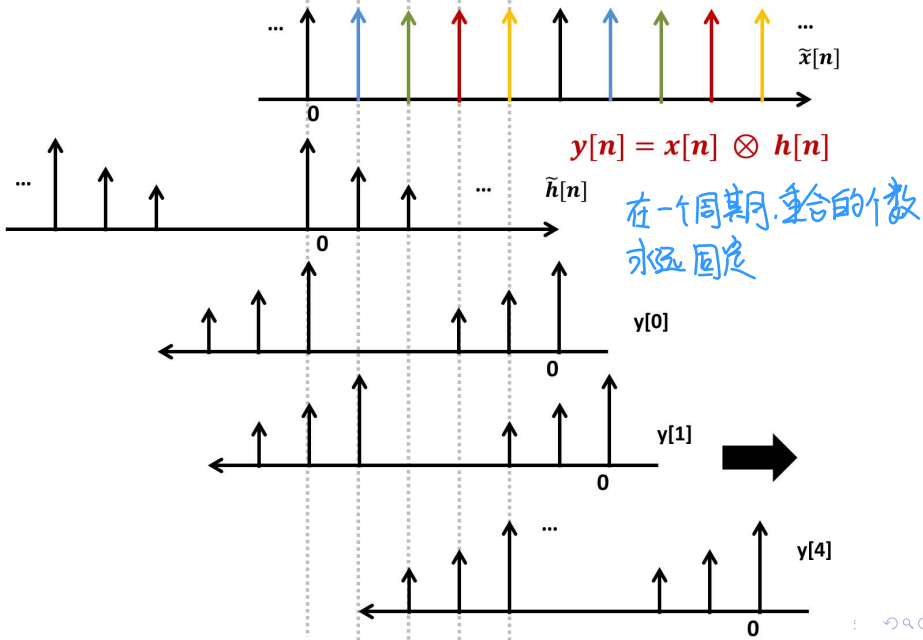 ...
...
x̃[n]
0
y[n] = x[n] ⊗ h[n]
...
...
h̃[n]
0
在一个周期,重合的个数
永远固定
y[0]
0
y[1]
0
...
y[4]
0